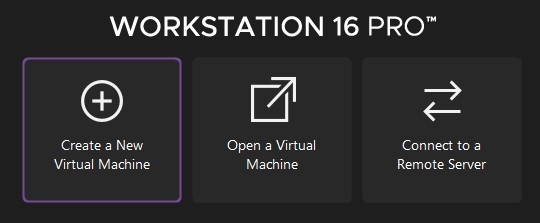 WORKSTATION 16 PRO™
Create a New
Virtual Machine
Open a Virtual
Machine
Connect to a
Remote Server